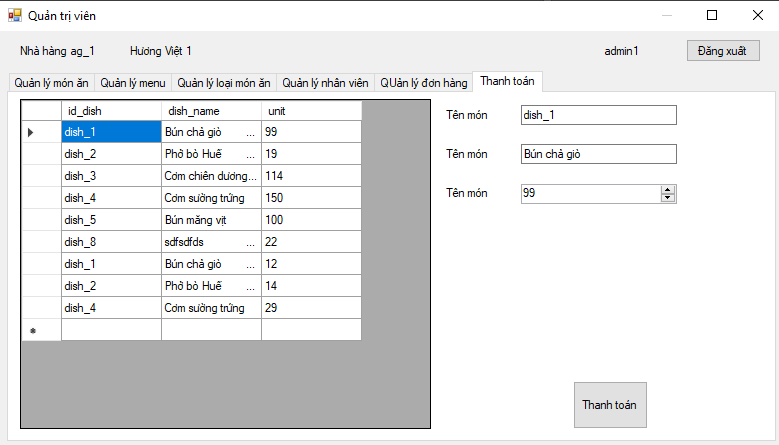 Quản trị viên
Nhà hàng ag_1 Hương Việt 1 admin1 Đăng xuất
Quản lý món ăn Quản lý menu Quản lý loại món ăn Quản lý nhân viên QUản lý đơn hàng Thanh toán
id_dish dish_name unit
dish_1 Bún chả giò ... 99
dish_2 Phở bò Huế ... 19
dish_3 Cơm chiên dương... 114
dish_4 Cơm sường trứng 150
dish_5 Bún măng vịt 100
dish_8 sdfsdfds ... 22
dish_1 Bún chả giò ... 12
dish_2 Phở bò Huế ... 14
dish_4 Cơm sường trứng 29
Tên món dish_1
Tên món Bún chả giò
Tên món 99
Thanh toán